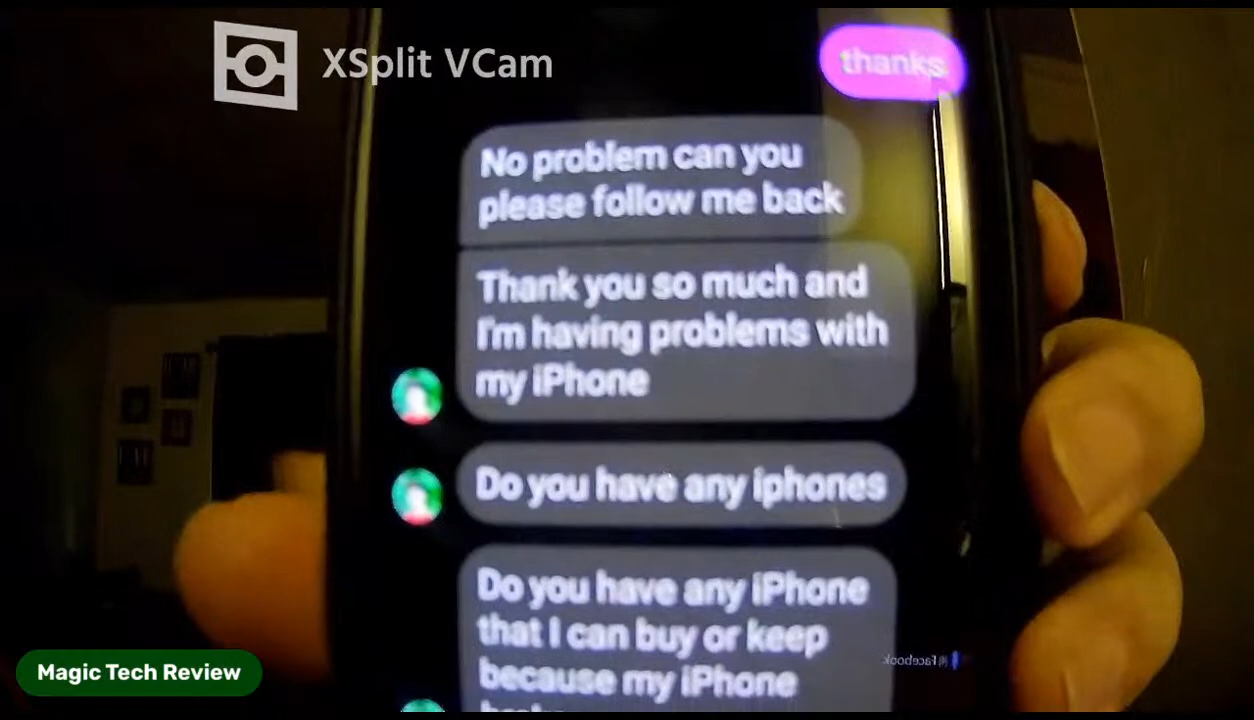 XSplit VCam
thanks
No problem can you
please follow me back
Thank you so much and
I'm having problems with
my iPhone
Do you have any iphones
Do you have any iPhone
that I can buy or keep
because my iPhone
Facebook
Magic Tech Review